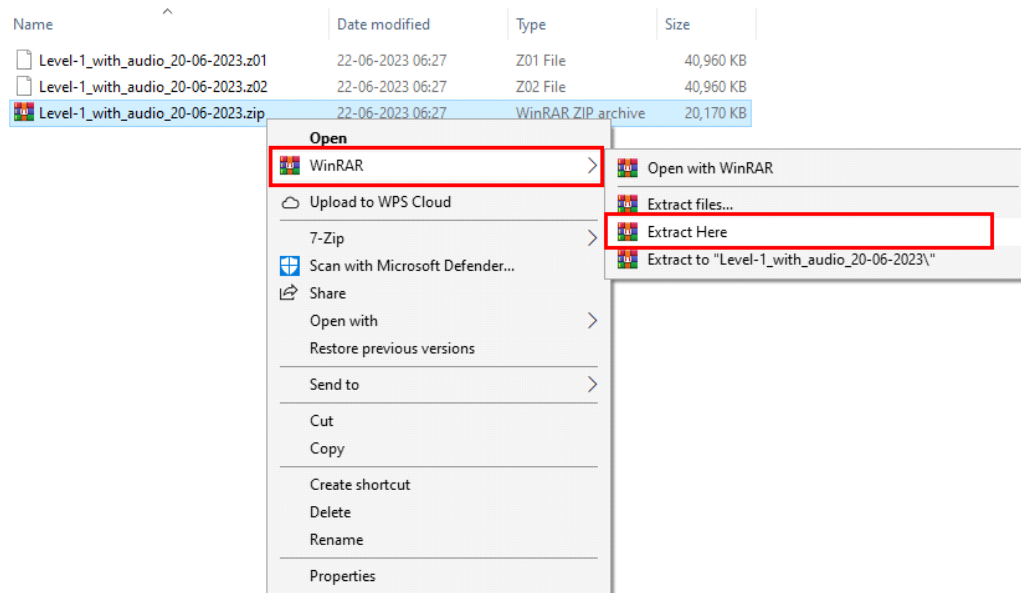 Name Date modified Type Size
Level-1_with_audio_20-06-2023.z01 22-06-2023 06:27 Z01 File 40,960 KB
Level-1_with_audio_20-06-2023.z02 22-06-2023 06:27 Z02 File 40,960 KB
Level-1_with_audio_20-06-2023.zip 22-06-2023 06:27 WinRAR ZIP archive 20,170 KB
Open
WinRAR
Upload to WPS Cloud
7-Zip
Scan with Microsoft Defender...
Share
Open with
Restore previous versions
Send to
Cut
Copy
Create shortcut
Delete
Rename
Properties
Open with WinRAR
Extract files...
Extract Here
Extract to "Level-1_with_audio_20-06-2023\"